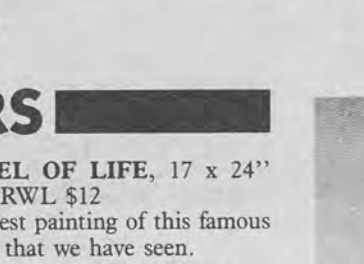 RS
EL OF LIFE, 17 x 24”
RWL $12
est painting of this famous
that we have seen.